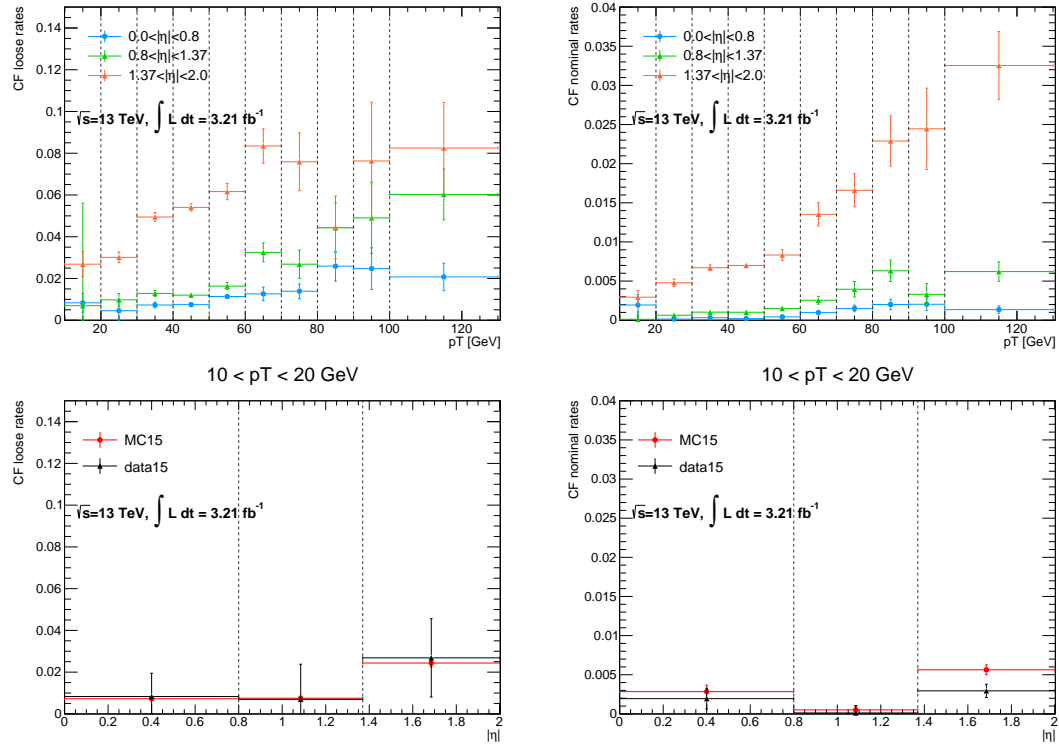 CF loose rates
0.14
0.12
0.1
0.08
0.06
0.04
0.02
0
0.0<|η|<0.8
0.8<|η|<1.37
1.37<|η|<2.0
√s=13 TeV, ∫ L dt = 3.21 fb-1
20 40 60 80 100 120
pT [GeV]
CF nominal rates
0.04
0.035
0.03
0.025
0.02
0.015
0.01
0.005
0
0.0<|η|<0.8
0.8<|η|<1.37
1.37<|η|<2.0
√s=13 TeV, ∫ L dt = 3.21 fb-1
20 40 60 80 100 120
pT [GeV]
10 < pT < 20 GeV
CF loose rates
0.14
0.12
0.1
0.08
0.06
0.04
0.02
0
MC15
data15
√s=13 TeV, ∫ L dt = 3.21 fb-1
0 0.2 0.4 0.6 0.8 1 1.2 1.4 1.6 1.8 2
|η|
10 < pT < 20 GeV
CF nominal rates
0.04
0.035
0.03
0.025
0.02
0.015
0.01
0.005
0
MC15
data15
√s=13 TeV, ∫ L dt = 3.21 fb-1
0 0.2 0.4 0.6 0.8 1 1.2 1.4 1.6 1.8 2
|η|